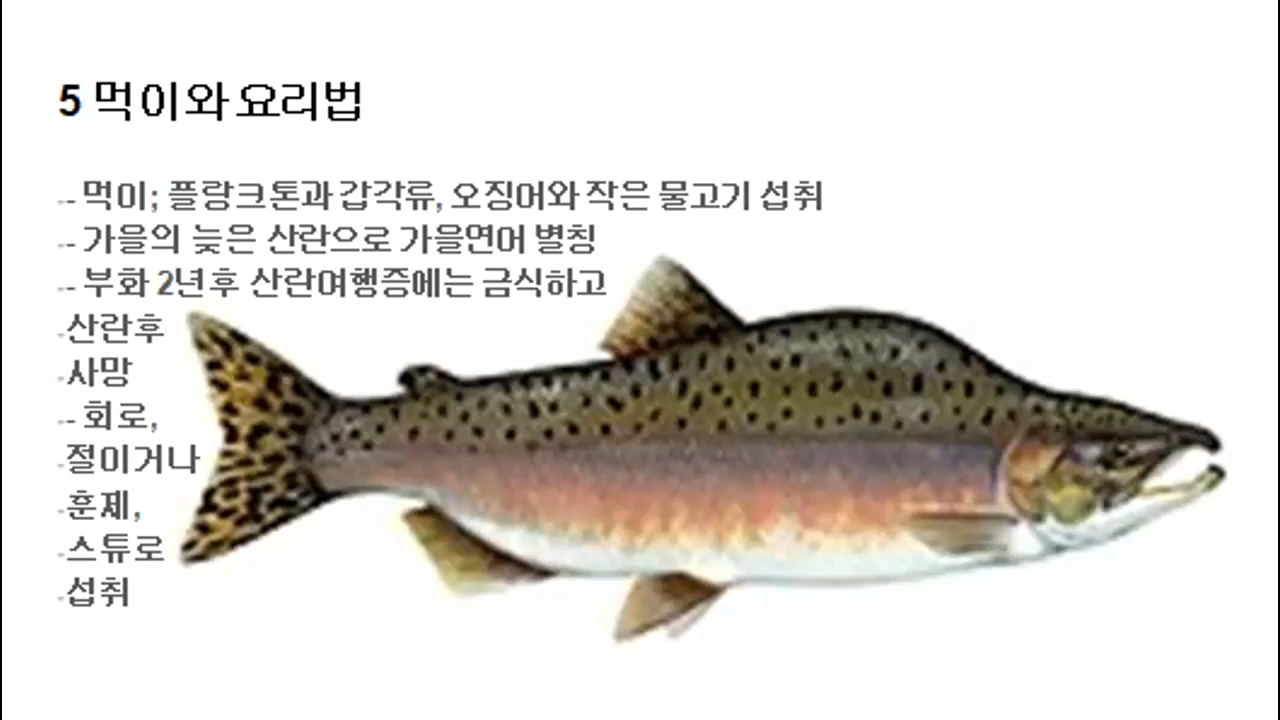 5 먹이와 요리법
-- 먹이; 플랑크톤과 갑각류, 오징어와 작은 물고기 섭취
-- 가을의 늦은 산란으로 가을연어 별칭
-- 부화 2년후 산란여행증에는 금식하고
-산란후
-사망
-- 회로,
-절이거나
-훈제,
-스튜로
-섭취